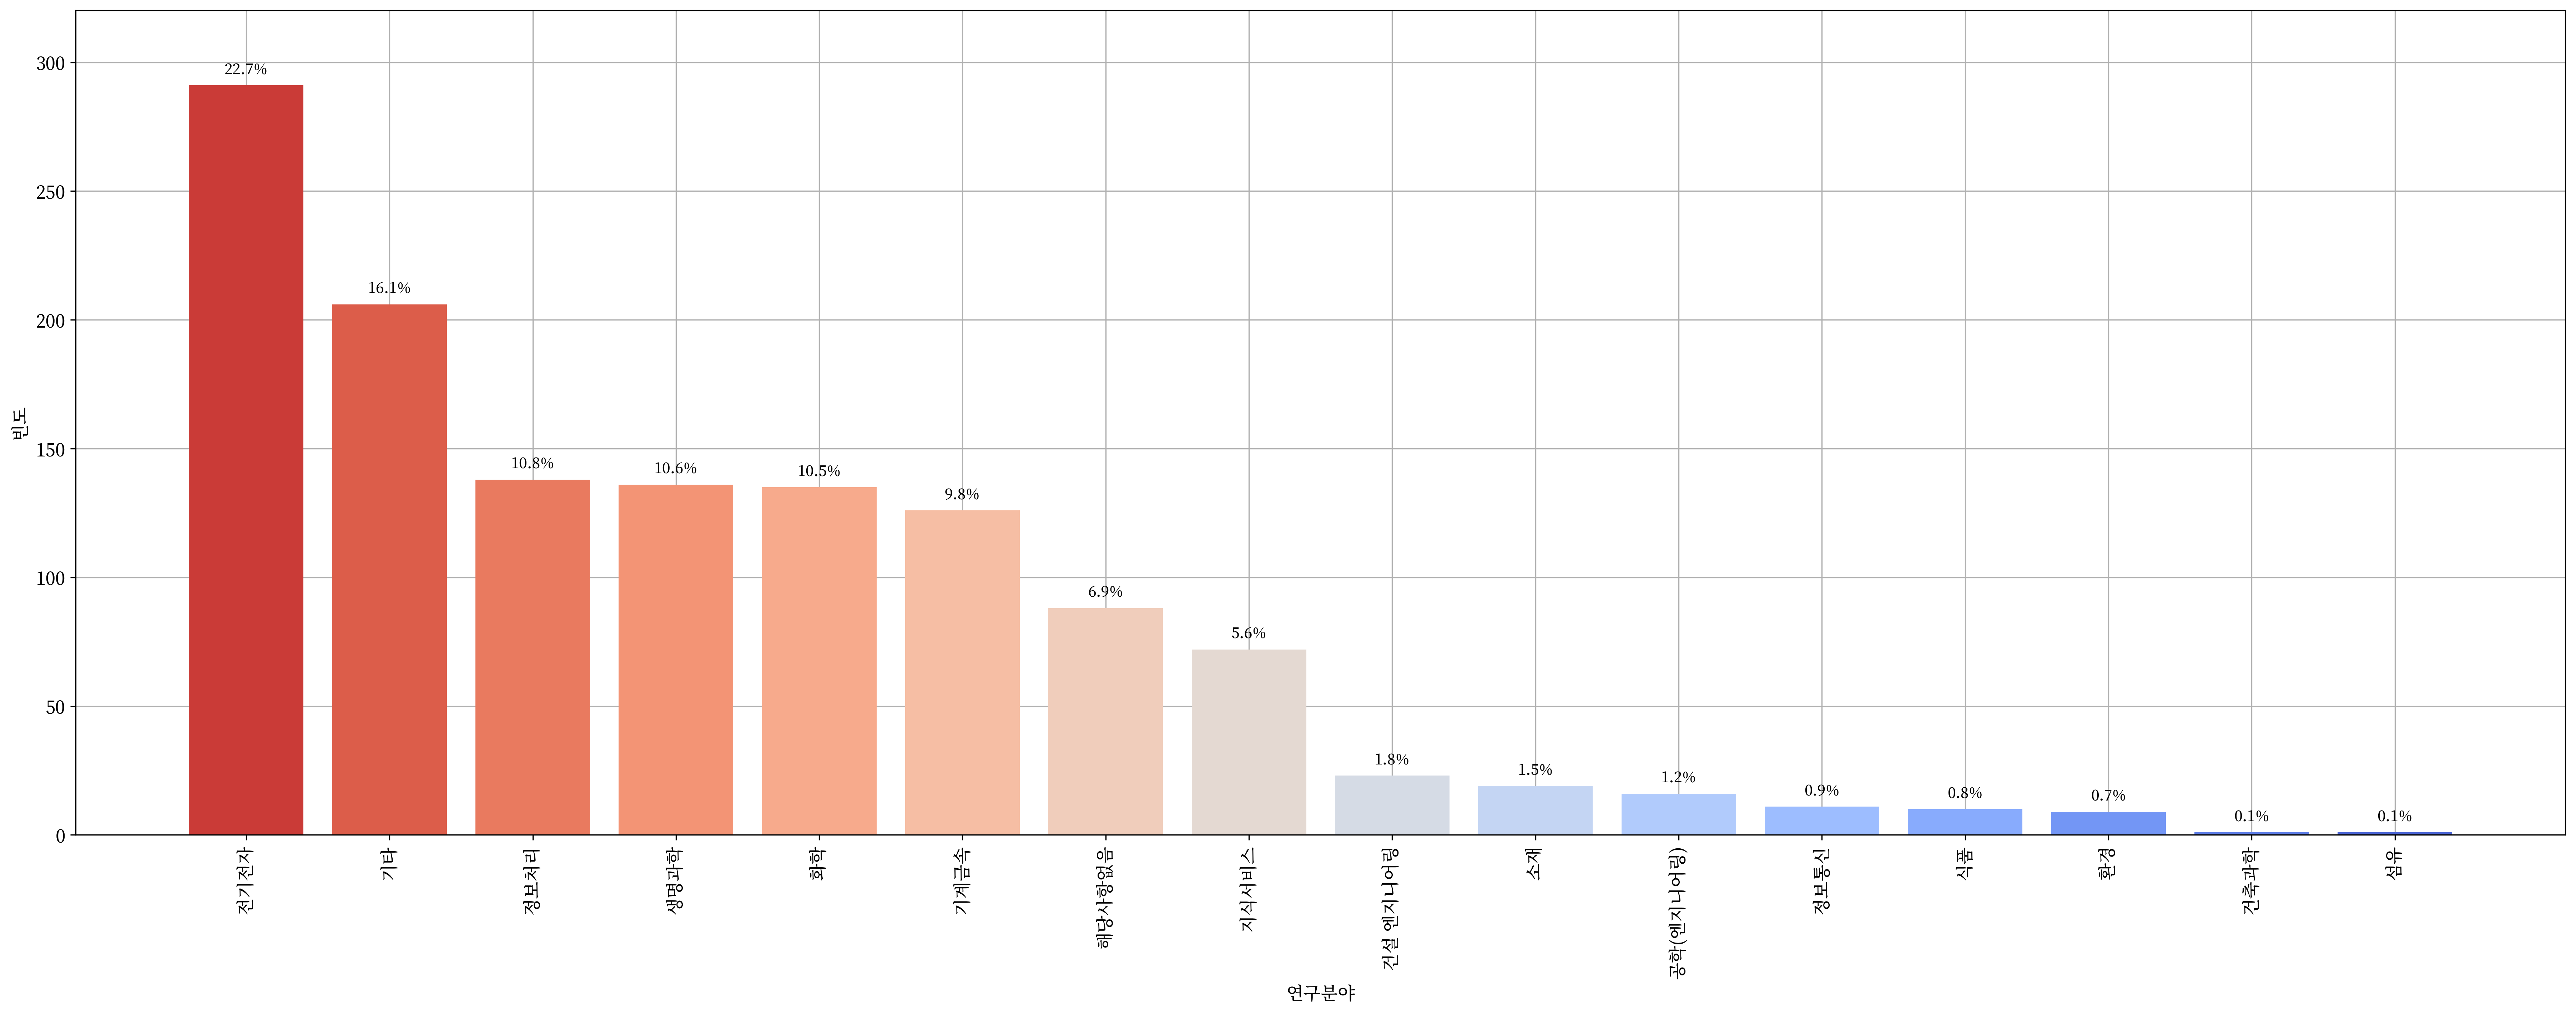 300
250
200
150
100
50
0
빈도
22.7%
16.1%
10.8%
10.6%
10.5%
9.8%
6.9%
5.6%
1.8%
1.5%
1.2%
0.9%
0.8%
0.7%
0.1%
0.1%
전기전자
기타
정보처리
생명과학
화학
기계금속
해당사항없음
지식서비스
건설 엔지니어링
소재
공학(엔지니어링)
정보통신
식품
환경
건축과학
섬유
연구분야